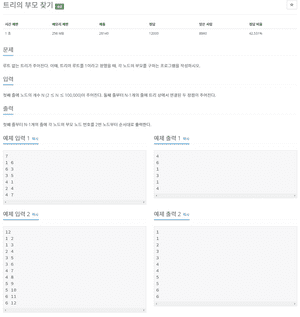 트리의 부모 찾기
시간 제한 메모리 제한 제출 정답 맞힌 사람 정답 비율
1 초 256 MB
문제
루트 없는 트리가 주어진다. 이때, 트리의 루트를 1이라고 정했을 때, 각 노드의 부모를 구하는 프로그램을 작성하시오.
입력
첫째 줄에 노드의 개수 N (2 ≤ N ≤ 100,000)이 주어진다. 둘째 줄부터 N-1개의 줄에 트리 상에서 연결된 두 정점이 주어진다.
출력
첫째 줄부터 N-1개의 줄에 각 노드의 부모 노드 번호를 2번 노드부터 순서대로 출력한다.
예제 입력 1 복사
7
1 6
6 3
3 5
4 1
2 4
4 7
예제 출력 1 복사
4
6
1
3
1
4
예제 입력 2 복사
12
1 2
1 3
2 4
3 5
3 6
4 7
4 8
5 9
5 10
6 11
6 12
예제 출력 2 복사
1
1
2
3
3
4
4
5
5
6
6